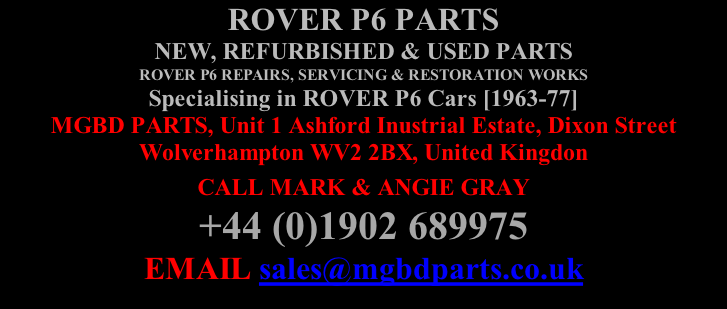 ROVER P6 PARTS
NEW, REFURBISHED & USED PARTS
ROVER P6 REPAIRS, SERVICING & RESTORATION WORKS
Specialising in ROVER P6 Cars [1963-77]
MGBD PARTS, Unit 1 Ashford Inustrial Estate, Dixon Street
Wolverhampton WV2 2BX, United Kingdon
CALL MARK & ANGIE GRAY
+44 (0)1902 689975
EMAIL sales@mgbdparts.co.uk